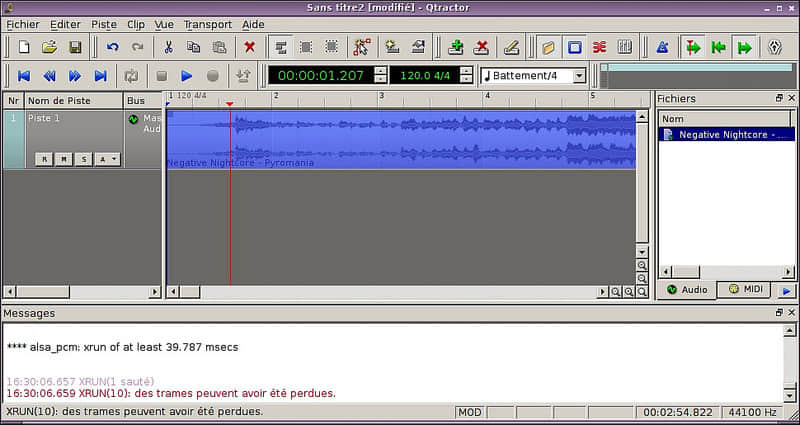 Sans titre2 [modifié] - Qtractor
Fichier Editer Piste Clip Vue Transport Aide
00:00:01.207 120.0 4/4 Battement/4
Nr Nom de Piste Bus
1 120 4/4 2 3 4 5
1 Piste 1 Mas
Aud
R M S A
Negative Nightcore - Pyromania
Fichiers
Nom
Negative Nightcore - ...
Audio MIDI
Messages
**** alsa_pcm: xrun of at least 39.787 msecs
16:30:06.657 XRUN(1 sauté)
16:30:06.659 XRUN(10): des trames peuvent avoir été perdues.
XRUN(10): des trames peuvent avoir été perdues. MOD 00:02:54.822 44100 Hz